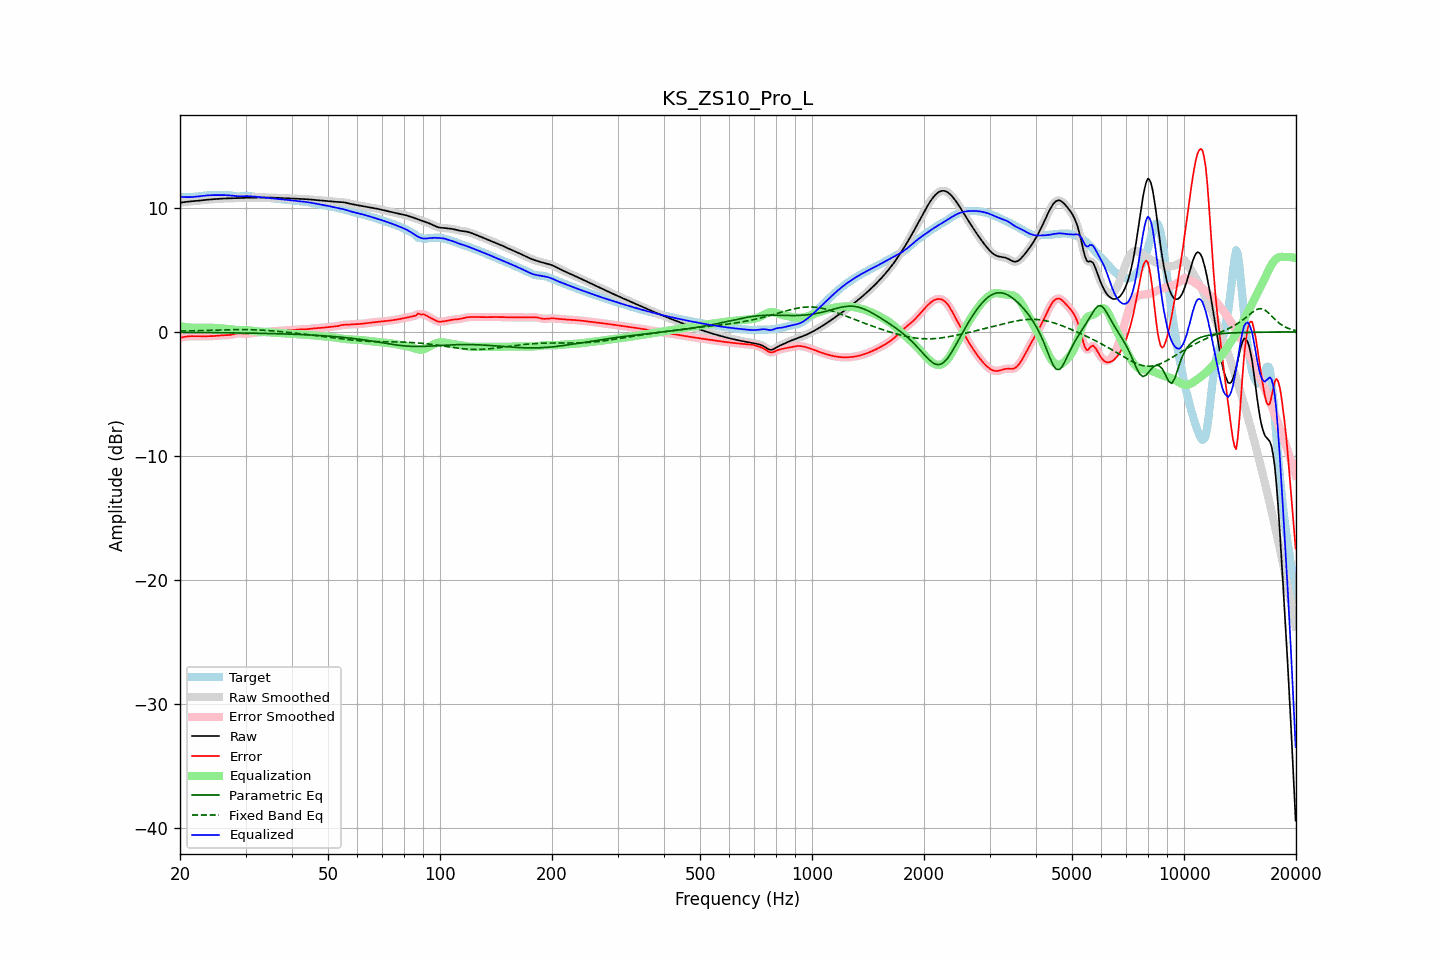 KS_ZS10_Pro_L
Amplitude (dBr)
10
0
−10
−20
−30
−40
Target
Raw Smoothed
Error Smoothed
Raw
Error
Equalization
Parametric Eq
Fixed Band Eq
Equalized
20 50 100 200 500 1000 2000 5000 10000 20000
Frequency (Hz)